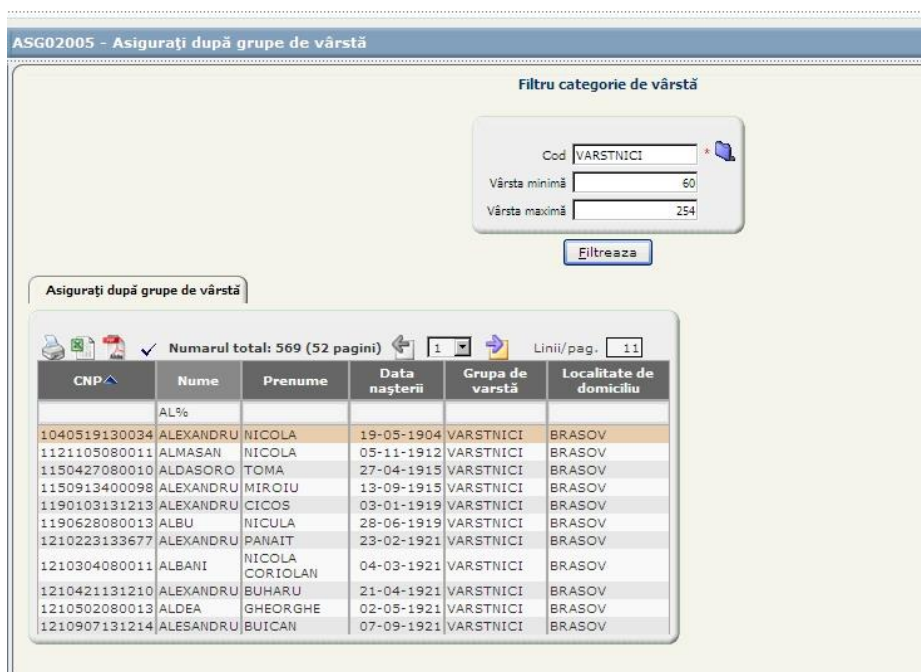 ASG02005 - Asigurați după grupe de vârstă
Filtru categorie de vârstă
Cod VARSTNICI *
Vârsta minimă 60
Vârsta maximă 254
Filtreaza
Asigurați după grupe de vârstă
Numarul total: 569 (52 pagini) 1 Linii/pag. 11
CNP Nume Prenume Data nașterii Grupa de varstă Localitate de domiciliu
AL%
1040519130034 ALEXANDRU NICOLA 19-05-1904 VARSTNICI BRASOV
1121105080011 ALMASAN NICOLA 05-11-1912 VARSTNICI BRASOV
1150427080010 ALDASORO TOMA 27-04-1915 VARSTNICI BRASOV
1150913400098 ALEXANDRU MIROIU 13-09-1915 VARSTNICI BRASOV
1190103131213 ALEXANDRU CICOS 03-01-1919 VARSTNICI BRASOV
1190628080013 ALBU NICULA 28-06-1919 VARSTNICI BRASOV
1210223133677 ALEXANDRU PANAIT 23-02-1921 VARSTNICI BRASOV
1210304080011 ALBANI NICOLA CORIOLAN 04-03-1921 VARSTNICI BRASOV
1210421131210 ALEXANDRU BUHARU 21-04-1921 VARSTNICI BRASOV
1210502080013 ALDEA GHEORGHE 02-05-1921 VARSTNICI BRASOV
1210907131214 ALESANDRU BUICAN 07-09-1921 VARSTNICI BRASOV